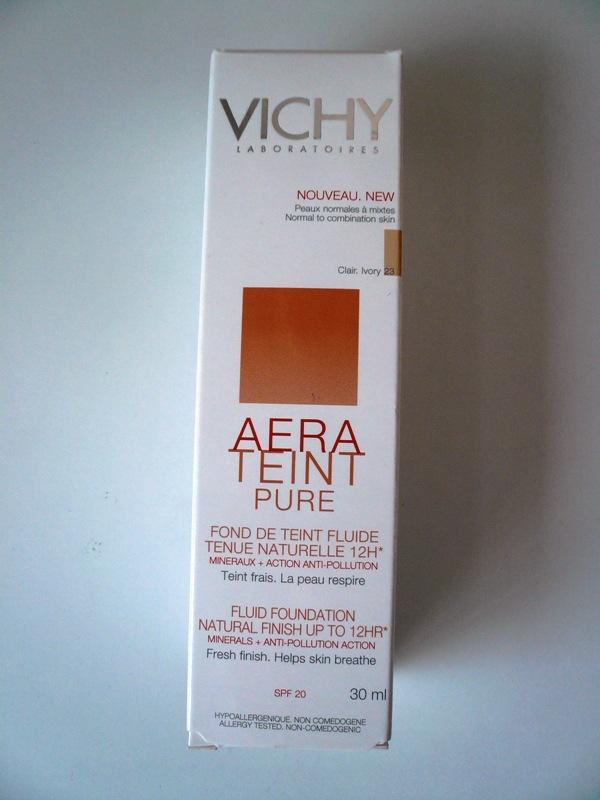 VICHY
LABORATOIRES
NOUVEAU. NEW
Peaux normales à mixtes
Normal to combination skin
Clair. Ivory 23
AERA
TEINT
PURE
FOND DE TEINT FLUIDE
TENUE NATURELLE 12H*
MINERAUX + ACTION ANTI-POLLUTION
Teint frais. La peau respire
FLUID FOUNDATION
NATURAL FINISH UP TO 12HR*
MINERALS + ANTI-POLLUTION ACTION
Fresh finish. Helps skin breathe
SPF 20
30 ml
HYPOALLERGENIQUE. NON COMEDOGENE
ALLERGY TESTED. NON-COMEDOGENIC